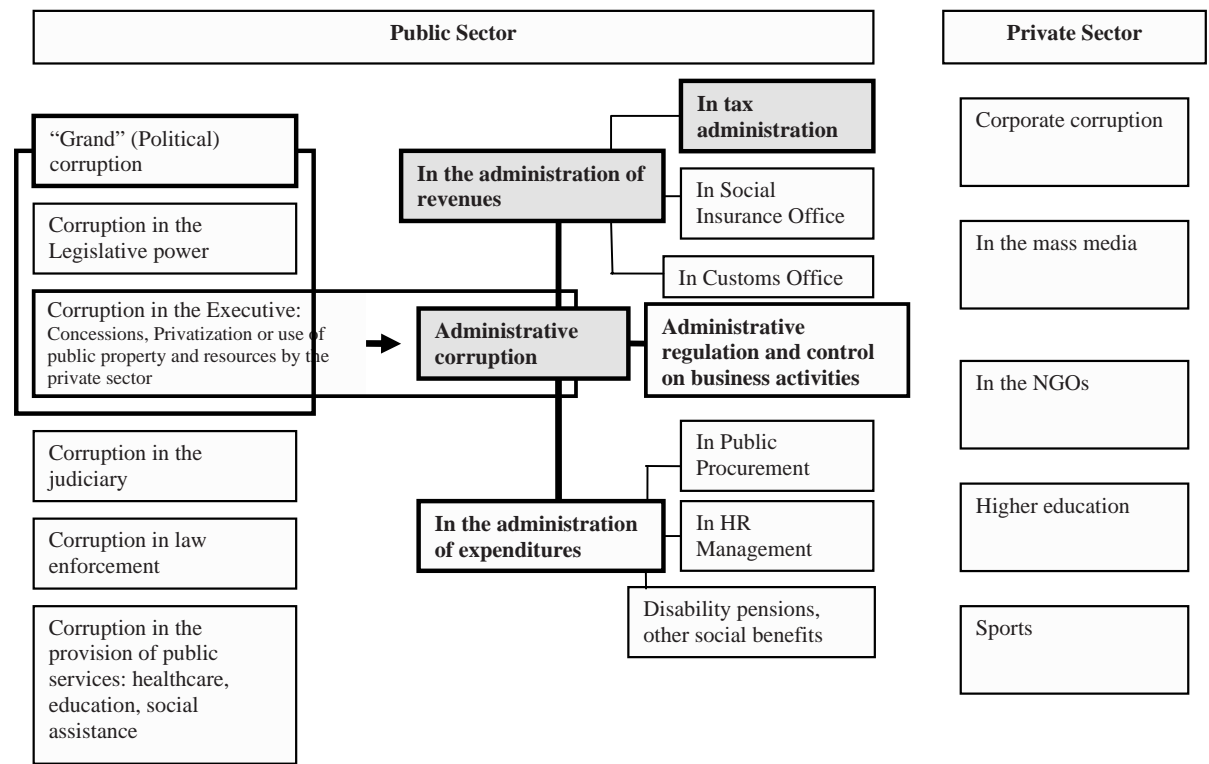 Public Sector
Private Sector
“Grand” (Political)
corruption
Corruption in the
Legislative power
Corruption in the Executive:
Concessions, Privatization or use of
public property and resources by the
private sector
Corruption in the
judiciary
Corruption in law
enforcement
Corruption in the
provision of public
services: healthcare,
education, social
assistance
In the administration of
revenues
Administrative
corruption
In the administration
of expenditures
In tax
administration
In Social
Insurance Office
In Customs Office
Administrative
regulation and control
on business activities
In Public
Procurement
In HR
Management
Disability pensions,
other social benefits
Corporate corruption
In the mass media
In the NGOs
Higher education
Sports